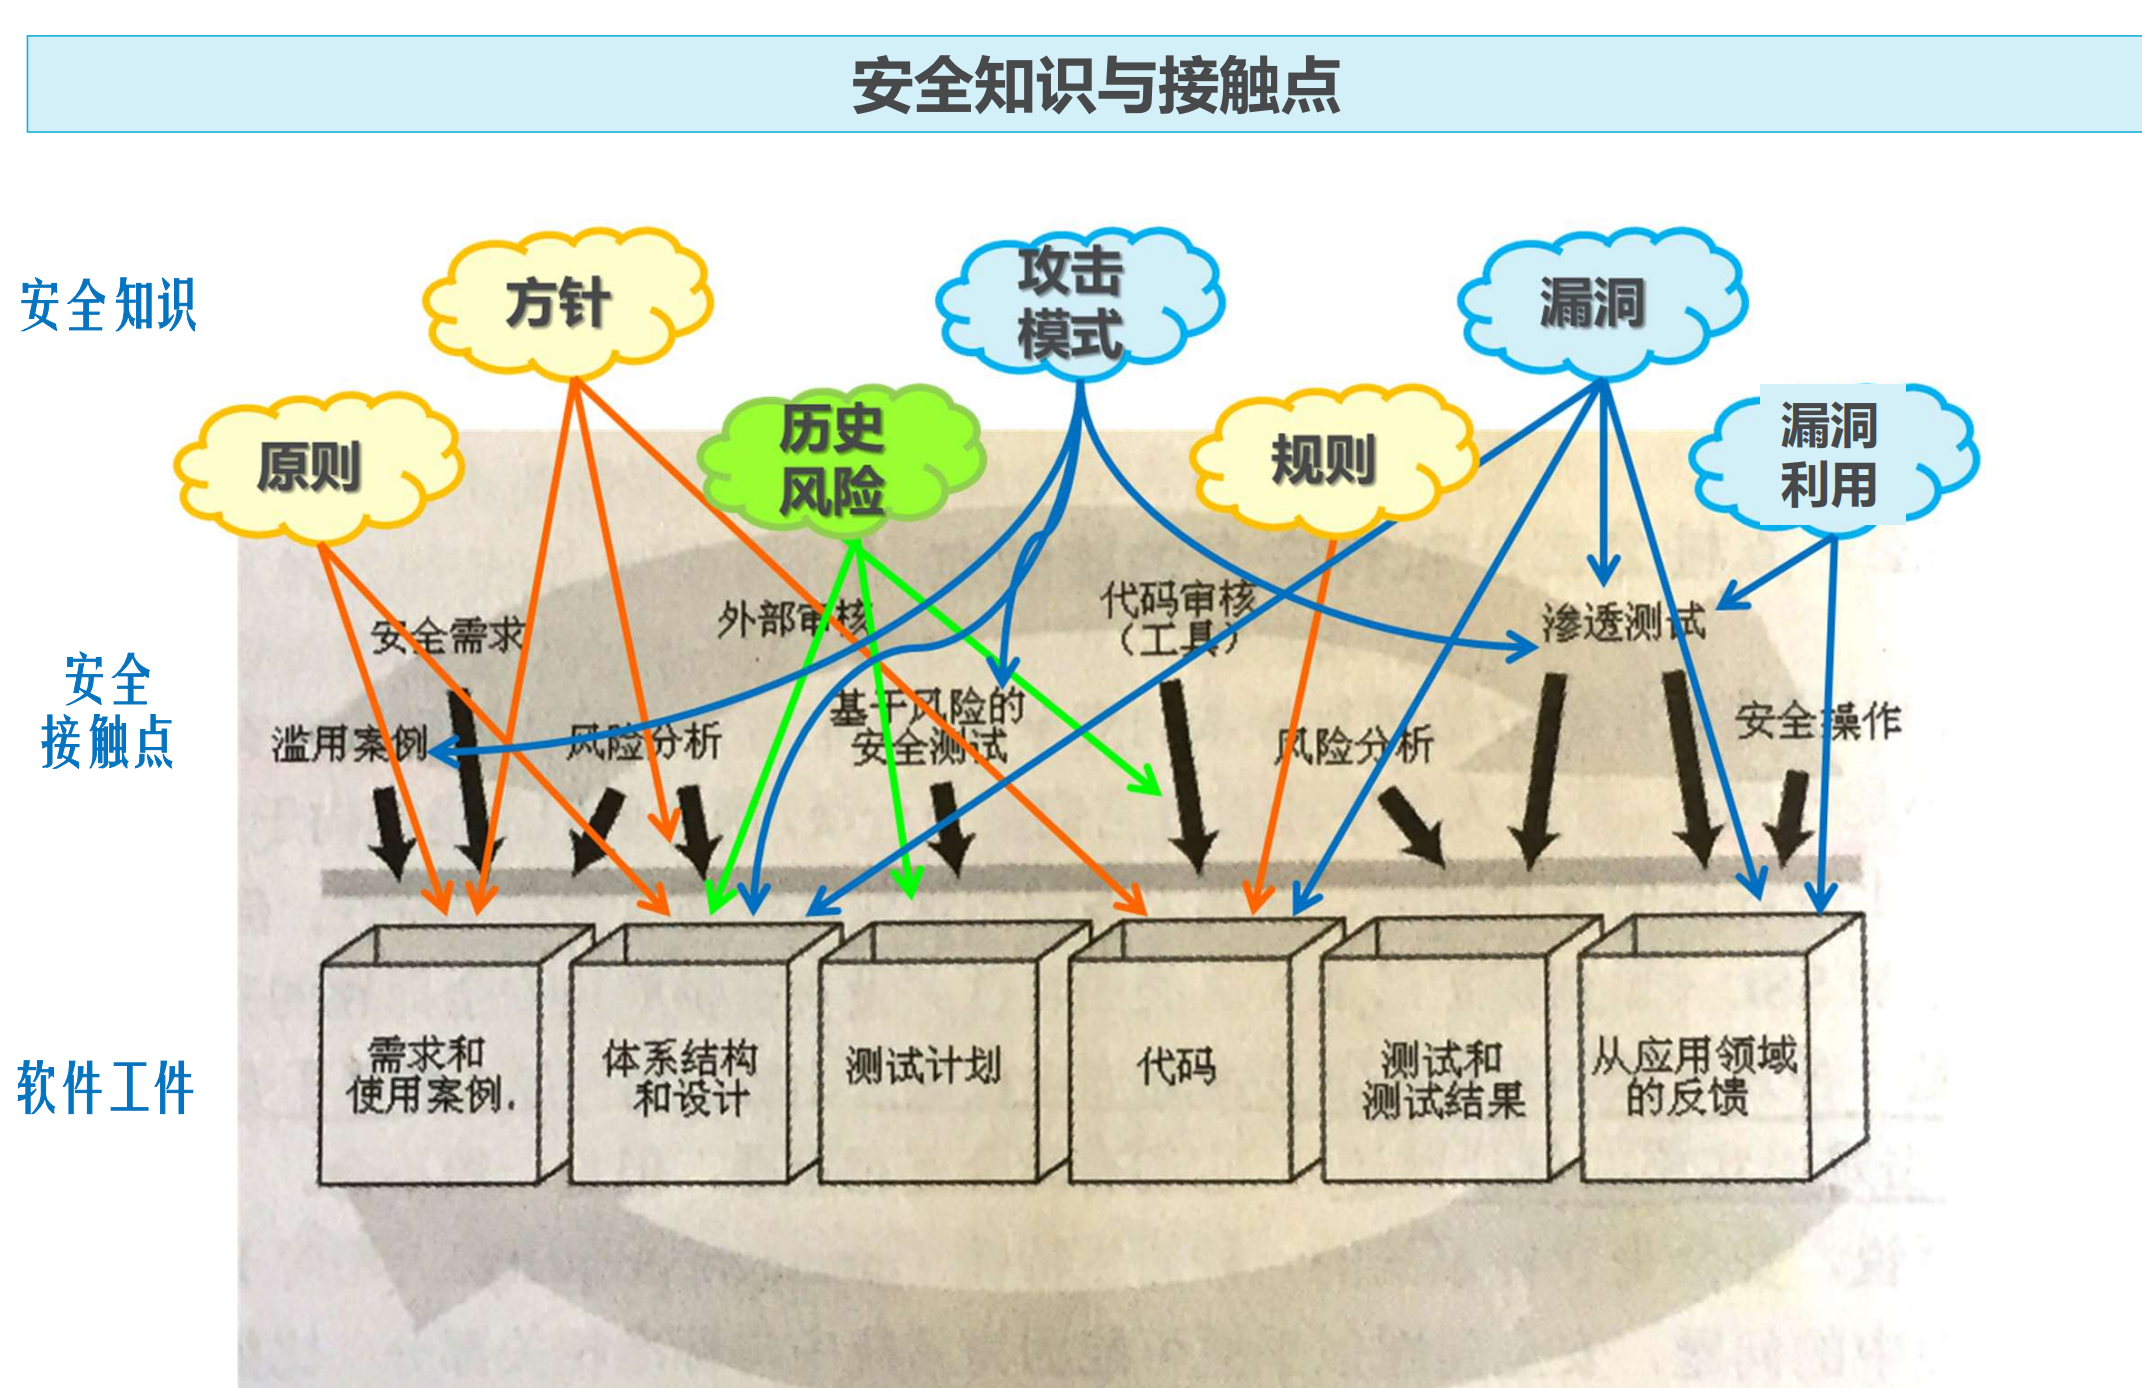 安全知识与接触点
安全知识
方针
攻击
模式
漏洞
原则
历史
风险
规则
漏洞
利用
安全
接触点
安全需求
外部审核
代码审核
（工具）
渗透测试
滥用案例
风险分析
基于风险的
安全测试
风险分析
安全操作
软件工件
需求和
使用案例.
体系结构
和设计
测试计划
代码
测试和
测试结果
从应用领域
的反馈